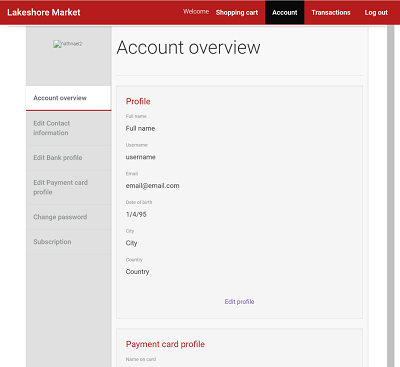 Lakeshore Market
Welcome Shopping cart Account Transactions Log out
Account overview
Account overview
Edit Contact
information
Edit Bank profile
Edit Payment card
profile
Change password
Subscription
Profile
Full name
Full name
Username
username
Email
email@email.com
Date of birth
1/4/95
City
City
Country
Country
Edit profile
Payment card profile
Name on card